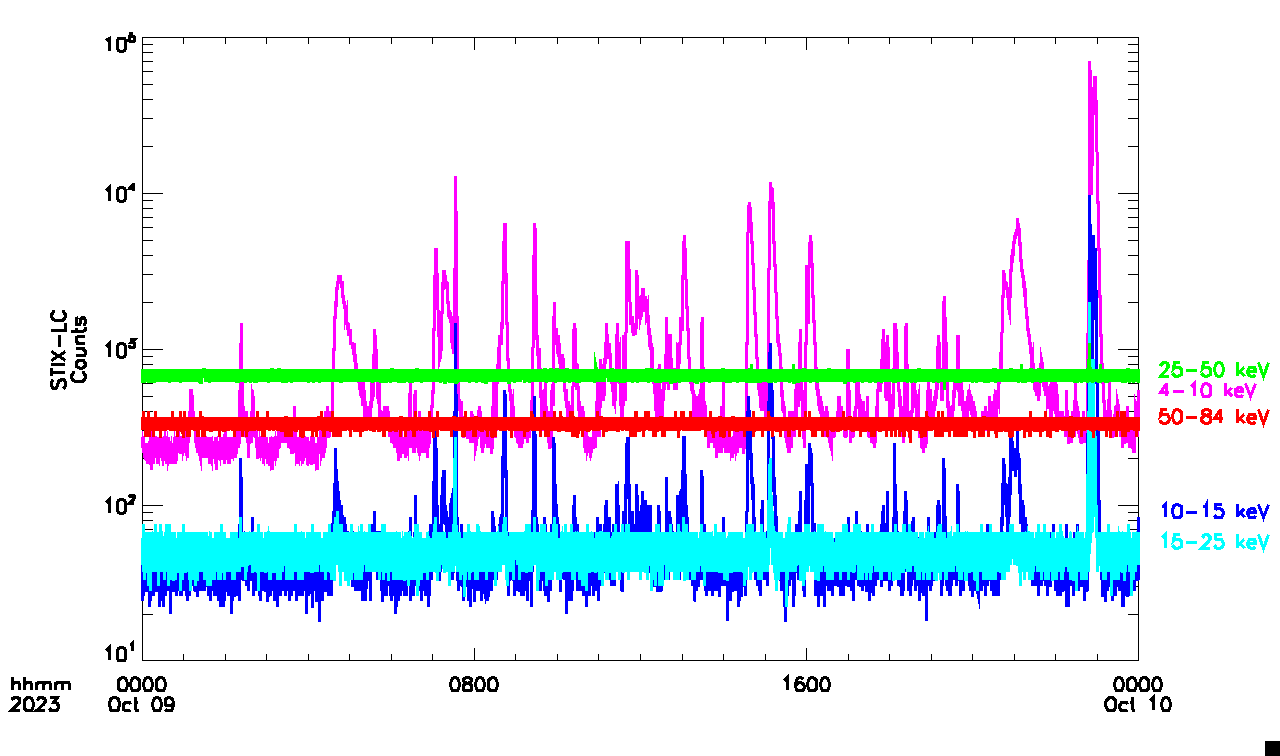 10⁵
10⁴
10³
10²
10¹
STIX-LC
Counts
25-50 keV
4-10 keV
50-84 keV
10-15 keV
15-25 keV
hhmm 0000 0800 1600 0000
2023 Oct 09 Oct 10